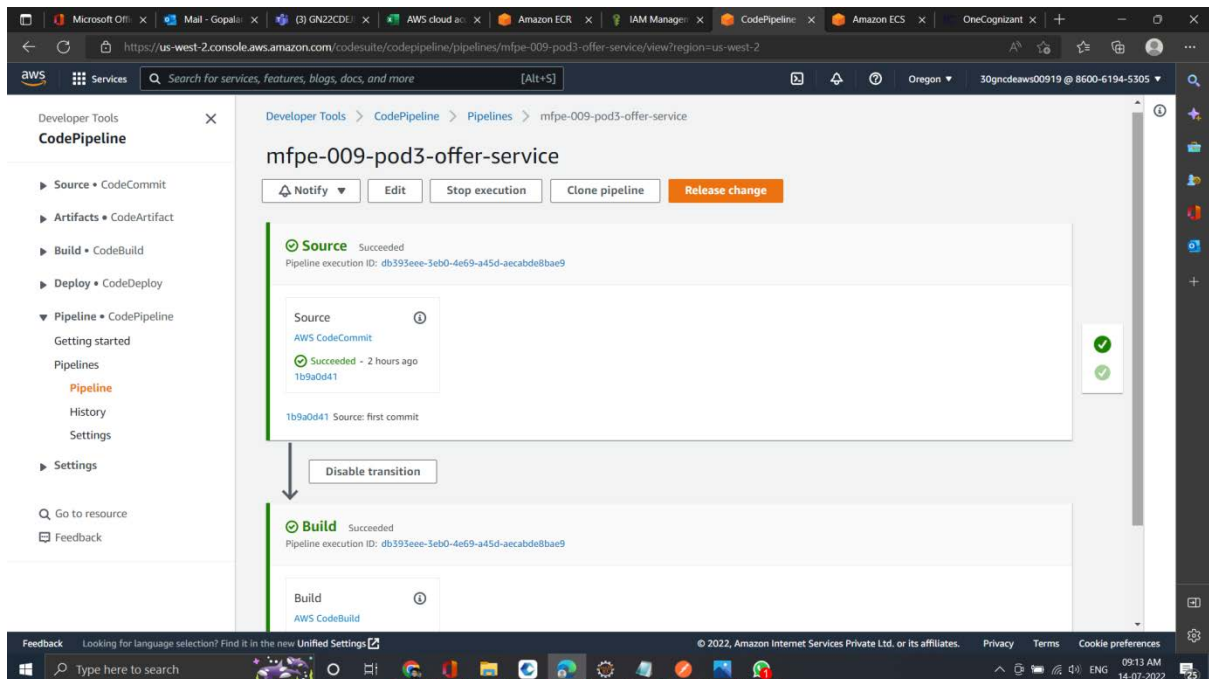 Microsoft Offi
Mail - Gopala
(3) GN22CDE
AWS cloud ac
Amazon ECR
IAM Manage
CodePipeline
Amazon ECS
OneCognizant
https://us-west-2.console.aws.amazon.com/codesuite/codepipeline/pipelines/mfpe-009-pod3-offer-service/view?region=us-west-2
aws Services Search for services, features, blogs, docs, and more [Alt+S] Oregon 30gncdeaws00919 @ 8600-6194-5305
Developer Tools
CodePipeline
Source • CodeCommit
Artifacts • CodeArtifact
Build • CodeBuild
Deploy • CodeDeploy
Pipeline • CodePipeline
Getting started
Pipelines
Pipeline
History
Settings
Settings
Go to resource
Feedback
Developer Tools > CodePipeline > Pipelines > mfpe-009-pod3-offer-service
mfpe-009-pod3-offer-service
Notify Edit Stop execution Clone pipeline Release change
Source Succeeded
Pipeline execution ID: db393eee-3eb0-4e69-a45d-aecabde8bae9
Source
AWS CodeCommit
Succeeded - 2 hours ago
1b9a0d41
1b9a0d41 Source: first commit
Disable transition
Build Succeeded
Pipeline execution ID: db393eee-3eb0-4e69-a45d-aecabde8bae9
Build
AWS CodeBuild
Feedback Looking for language selection? Find it in the new Unified Settings © 2022, Amazon Internet Services Private Ltd. or its affiliates. Privacy Terms Cookie preferences
Type here to search ENG 09:13 AM
14-07-2022 25